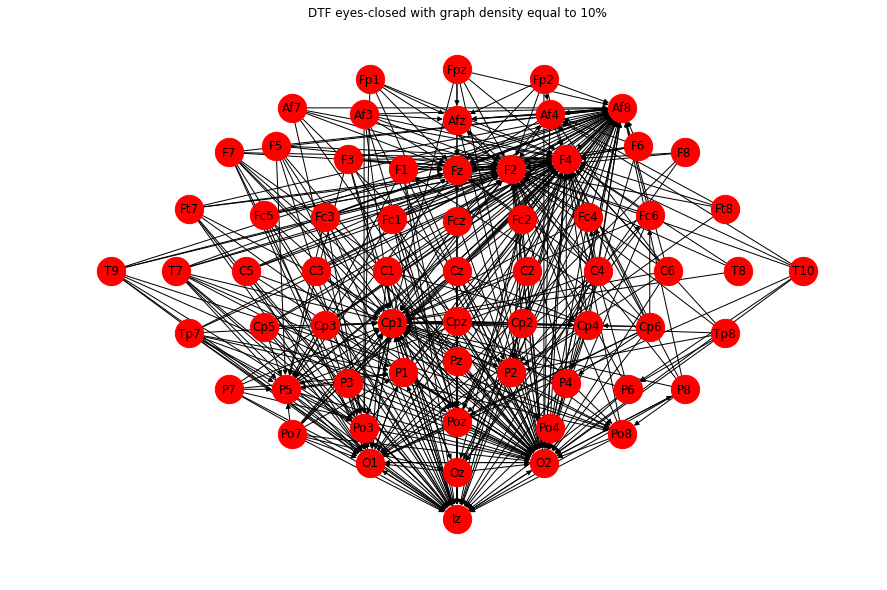 DTF eyes-closed with graph density equal to 10%
Fp1 Fpz Fp2
Af7 Af3 Afz Af4 Af8
F7 F5 F3 F1 Fz F2 F4 F6 F8
Ft7 Fc5 Fc3 Fc1 Fcz Fc2 Fc4 Fc6 Ft8
T9 T7 C5 C3 C1 Cz C2 C4 C6 T8 T10
Tp7 Cp5 Cp3 Cp1 Cpz Cp2 Cp4 Cp6 Tp8
P7 P5 P3 P1 Pz P2 P4 P6 P8
Po7 Po3 Poz Po4 Po8
O1 Oz O2
Iz